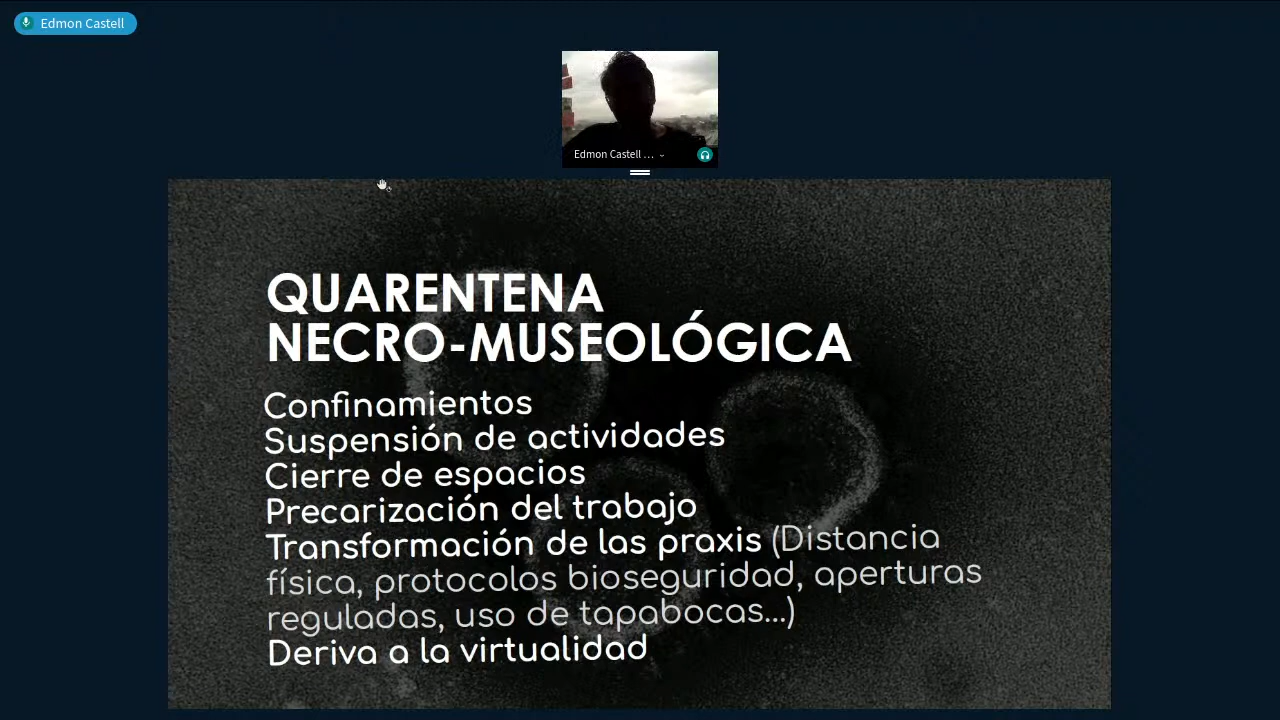 Edmon Castell
Edmon Castell ...
QUARENTENA
NECRO-MUSEOLÓGICA
Confinamientos
Suspensión de actividades
Cierre de espacios
Precarización del trabajo
Transformación de las praxis (Distancia
física, protocolos bioseguridad, aperturas
reguladas, uso de tapabocas...)
Deriva a la virtualidad